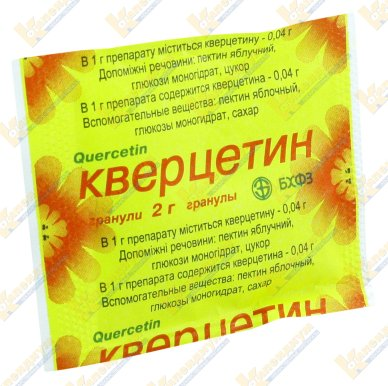 В 1 г препарату міститься кверцетину - 0,04 г
Допоміжні речовини: пектин яблучний,
глюкози моногідрат, цукор
В 1 г препарата содержится кверцетина - 0,04 г
Вспомогательные вещества: пектин яблочный,
глюкозы моногидрат, сахар
Quercetin
кверцетин
гранули 2 г гранулы БХФЗ
В 1 г препарату міститься кверцетину - 0,04 г
Допоміжні речовини: пектин яблучний,
глюкози моногідрат, цукор
В 1 г препарата содержится кверцетина - 0,04 г
Вспомогательные вещества: пектин яблочный,
глюкозы моногидрат, сахар
Quercetin
кверцетин